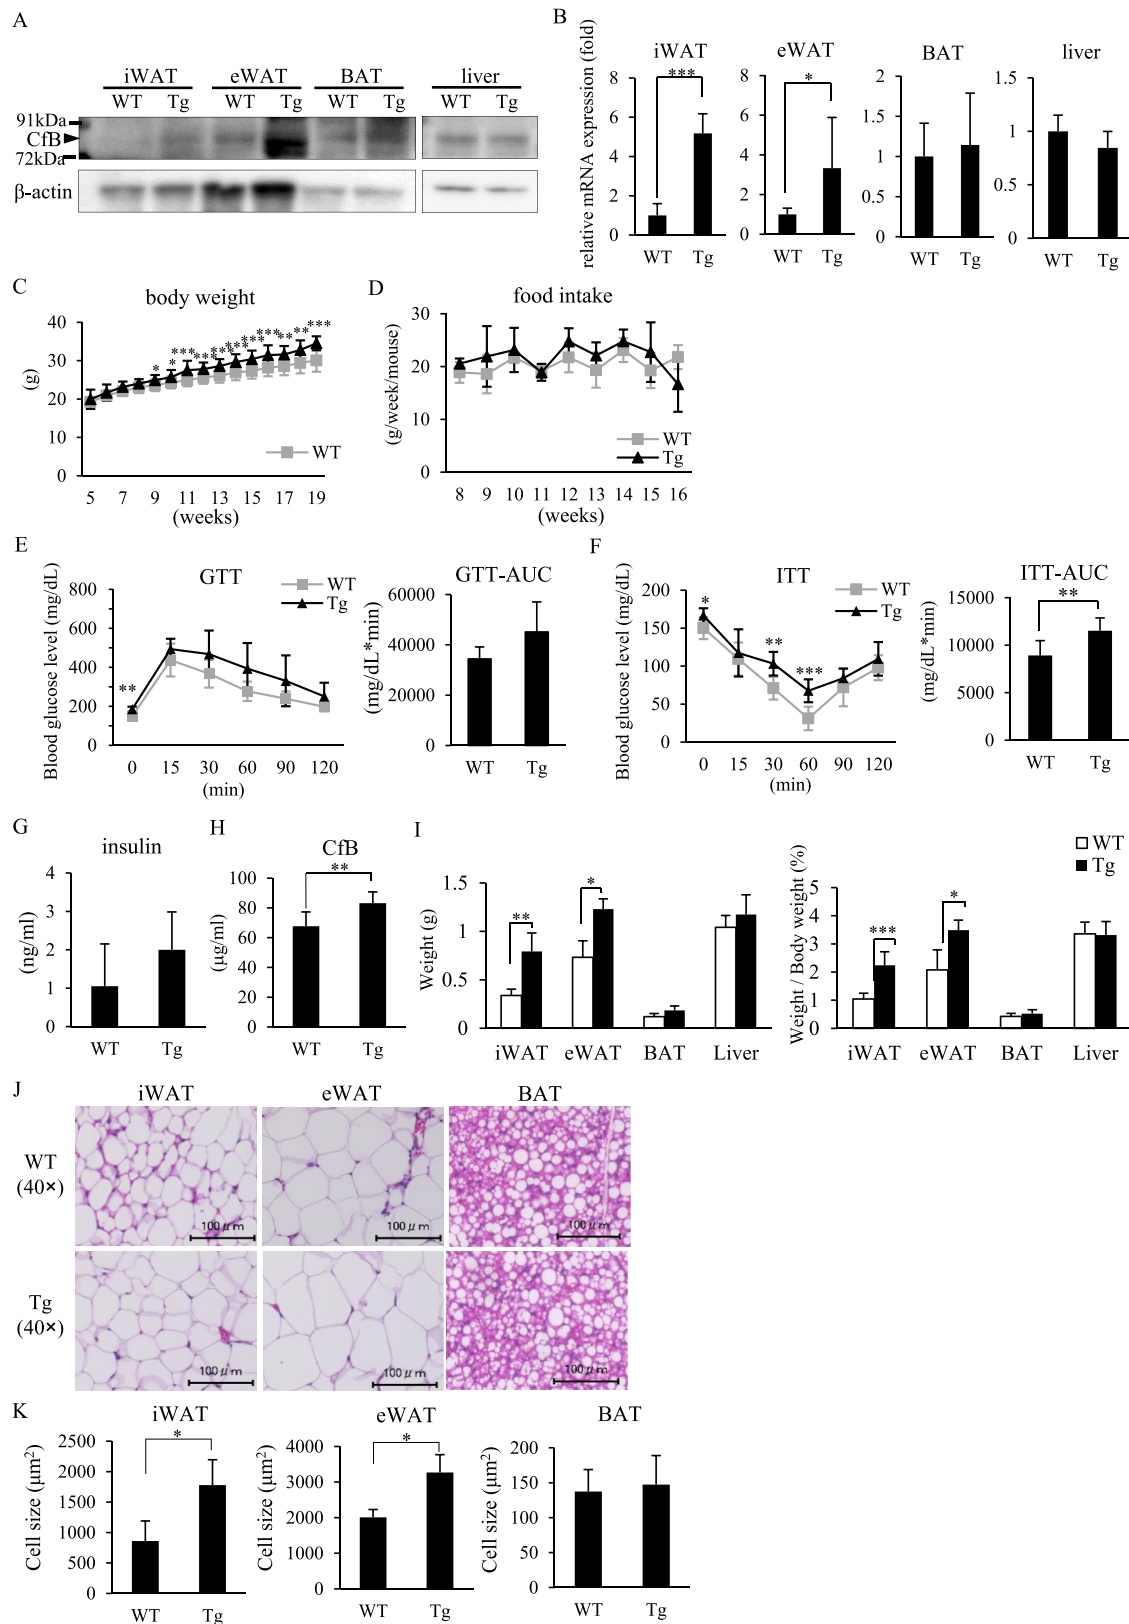 A
iWAT eWAT BAT liver
WT Tg WT Tg WT Tg WT Tg
91kDa
CfB
72kDa
β-actin
B
relative mRNA expression (fold)
iWAT
***
8
6
4
2
0
WT Tg
eWAT
*
8
6
4
2
0
WT Tg
BAT
2
1.5
1
0.5
0
WT Tg
liver
1.5
1
0.5
0
WT Tg
C
body weight
(g)
40
30
20
10
0
* * * *** *** *** *** *** *** ** ** ***
WT
5 7 9 11 13 15 17 19
(weeks)
D
food intake
(g/week/mouse)
40
30
20
10
0
WT
Tg
8 9 10 11 12 13 14 15 16
(weeks)
E
GTT
Blood glucose level (mg/dL)
800
600
400
200
0
**
WT
Tg
0 15 30 60 90 120
(min)
GTT-AUC
(mg/dL*min)
60000
40000
20000
0
WT Tg
F
ITT
Blood glucose level (mg/dL)
200
150
100
50
0
* ** ***
WT
Tg
0 15 30 60 90 120
(min)
ITT-AUC
**
(mg/dL*min)
15000
10000
5000
0
WT Tg
G
insulin
(ng/ml)
4
3
2
1
0
WT Tg
H
CfB
**
(μg/ml)
100
80
60
40
20
0
WT Tg
I
Weight (g)
1.5
1
0.5
0
** *
iWAT eWAT BAT Liver
WT
Tg
Weight / Body weight (%)
5
4
3
2
1
0
*** *
iWAT eWAT BAT Liver
J
iWAT eWAT BAT
WT
(40×)
100μm 100μm 100μm
Tg
(40×)
100μm 100μm 100μm
K
iWAT
*
Cell size (μm²)
2500
2000
1500
1000
500
0
WT Tg
eWAT
*
Cell size (μm²)
4000
3000
2000
1000
0
WT Tg
BAT
Cell size (μm²)
200
150
100
50
0
WT Tg